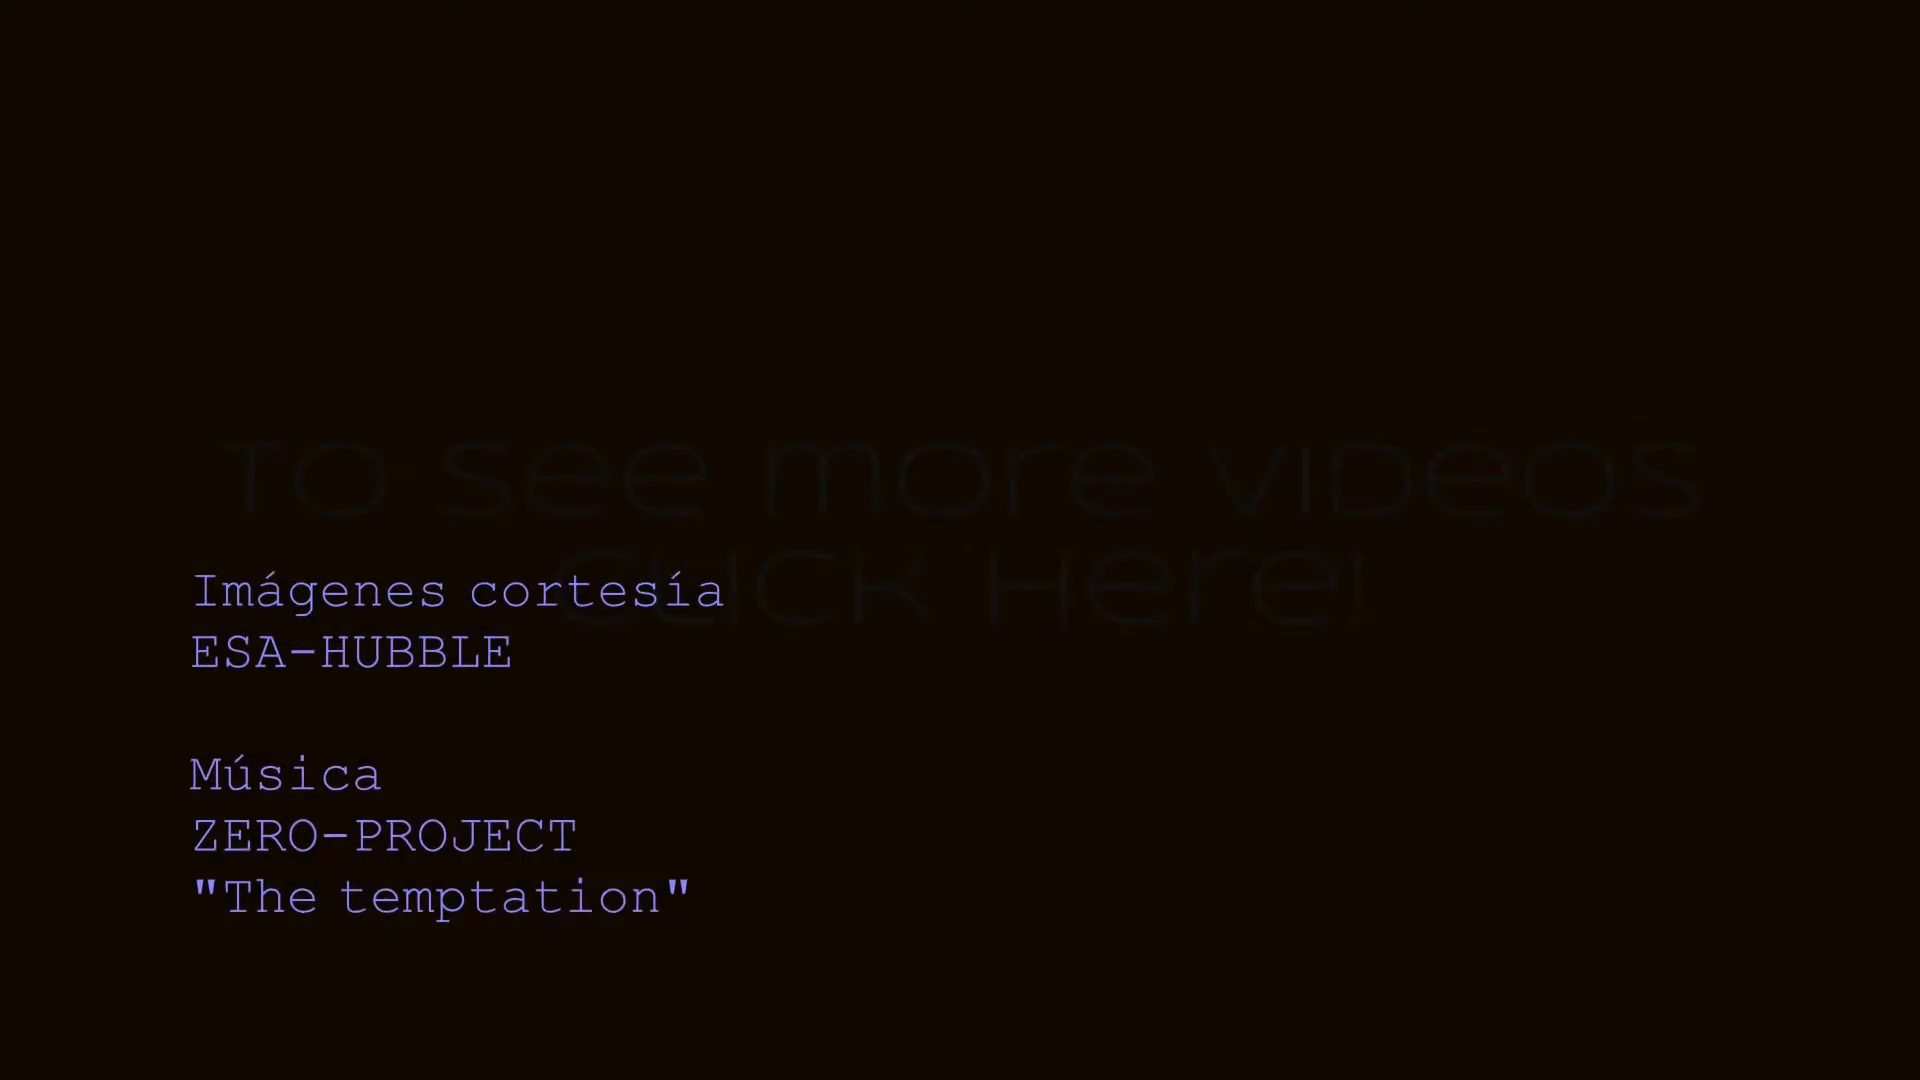 TO see more videos
CLICK Here!
Imágenes cortesía
ESA-HUBBLE
Música
ZERO-PROJECT
"The temptation"